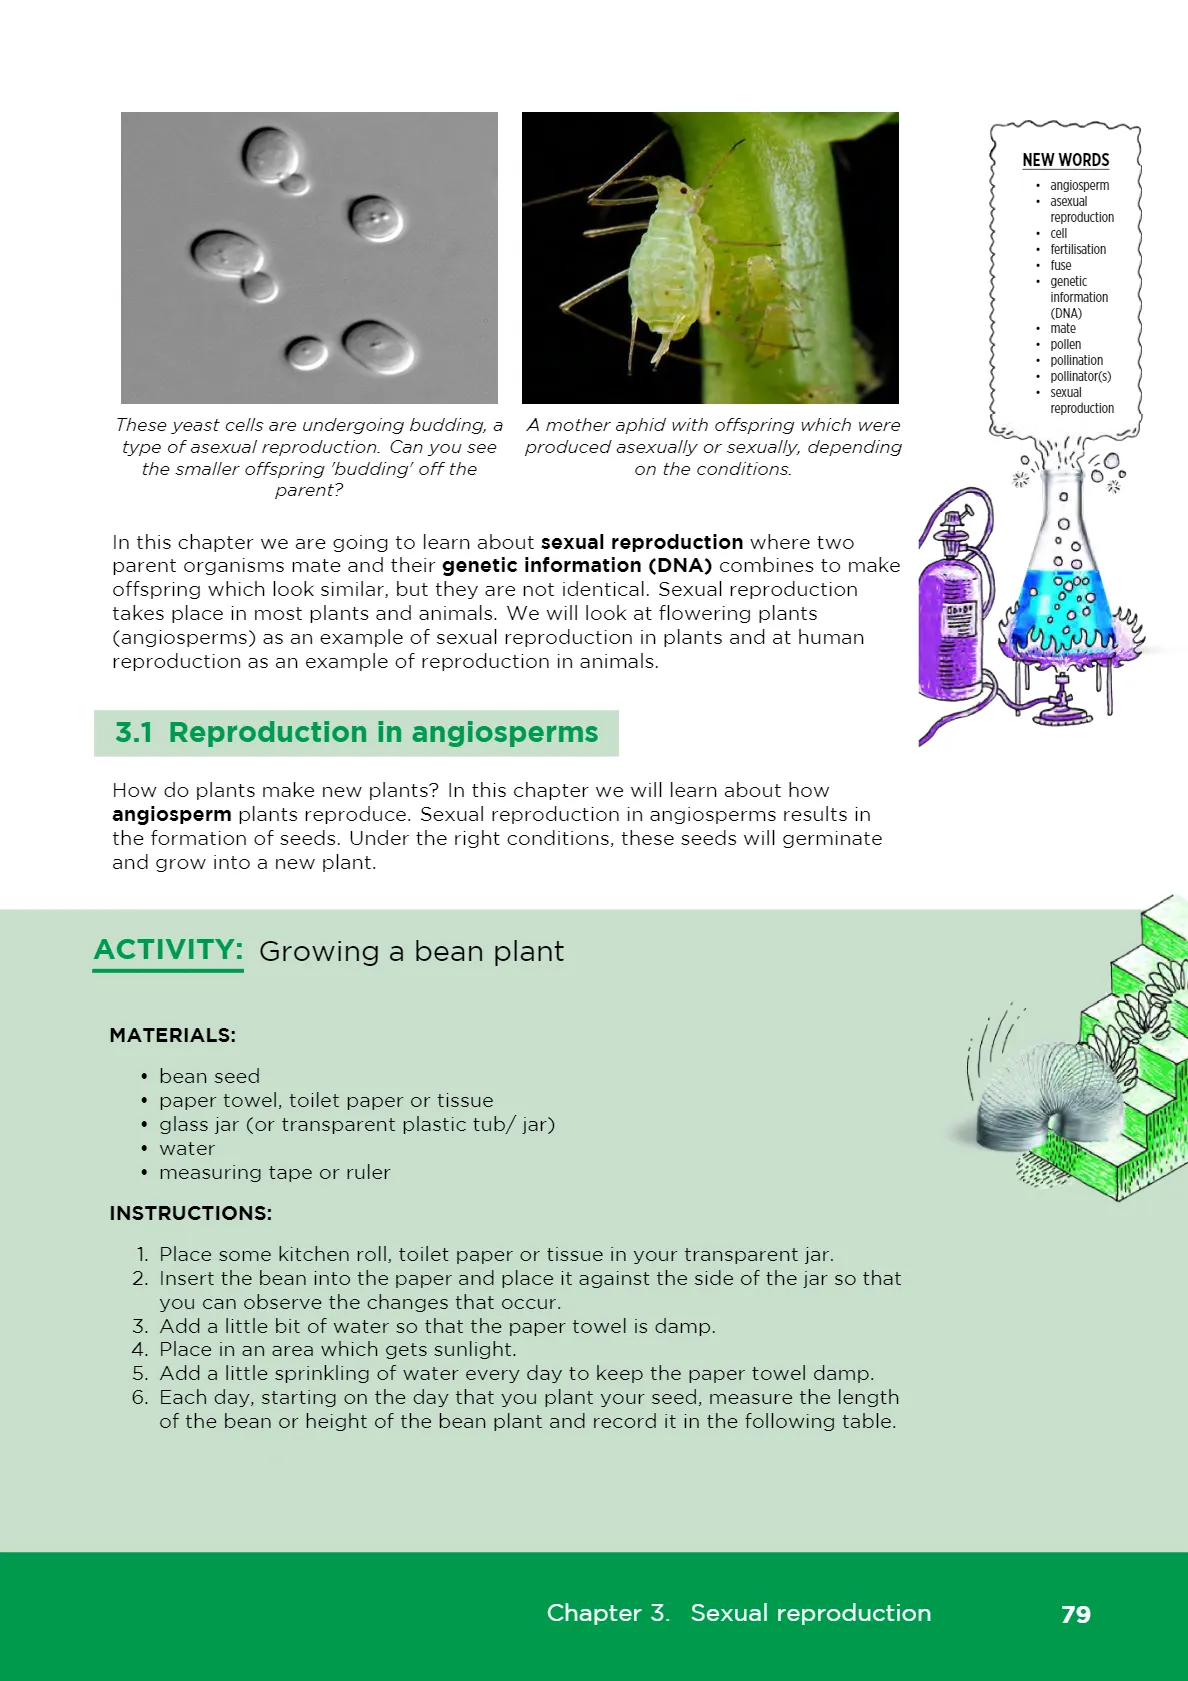 These yeast cells are undergoing budding, a
type of asexual reproduction. Can you see
the smaller offspring 'budding' off the
parent?
A mother aphid with offspring which were
produced asexually or sexually, depending
on the conditions.
NEW WORDS
• angiosperm
• asexual
reproduction
• cell
• fertilisation
• fuse
• genetic
information
(DNA)
• mate
• pollen
• pollination
• pollinator(s)
• sexual
reproduction
In this chapter we are going to learn about sexual reproduction where two
parent organisms mate and their genetic information (DNA) combines to make
offspring which look similar, but they are not identical. Sexual reproduction
takes place in most plants and animals. We will look at flowering plants
(angiosperms) as an example of sexual reproduction in plants and at human
reproduction as an example of reproduction in animals.
3.1 Reproduction in angiosperms
How do plants make new plants? In this chapter we will learn about how
angiosperm plants reproduce. Sexual reproduction in angiosperms results in
the formation of seeds. Under the right conditions, these seeds will germinate
and grow into a new plant.
ACTIVITY: Growing a bean plant
MATERIALS:
• bean seed
• paper towel, toilet paper or tissue
• glass jar (or transparent plastic tub/ jar)
• water
• measuring tape or ruler
INSTRUCTIONS:
1. Place some kitchen roll, toilet paper or tissue in your transparent jar.
2. Insert the bean into the paper and place it against the side of the jar so that
you can observe the changes that occur.
3. Add a little bit of water so that the paper towel is damp.
4. Place in an area which gets sunlight.
5. Add a little sprinkling of water every day to keep the paper towel damp.
6. Each day, starting on the day that you plant your seed, measure the length
of the bean or height of the bean plant and record it in the following table.
Chapter 3. Sexual reproduction 79